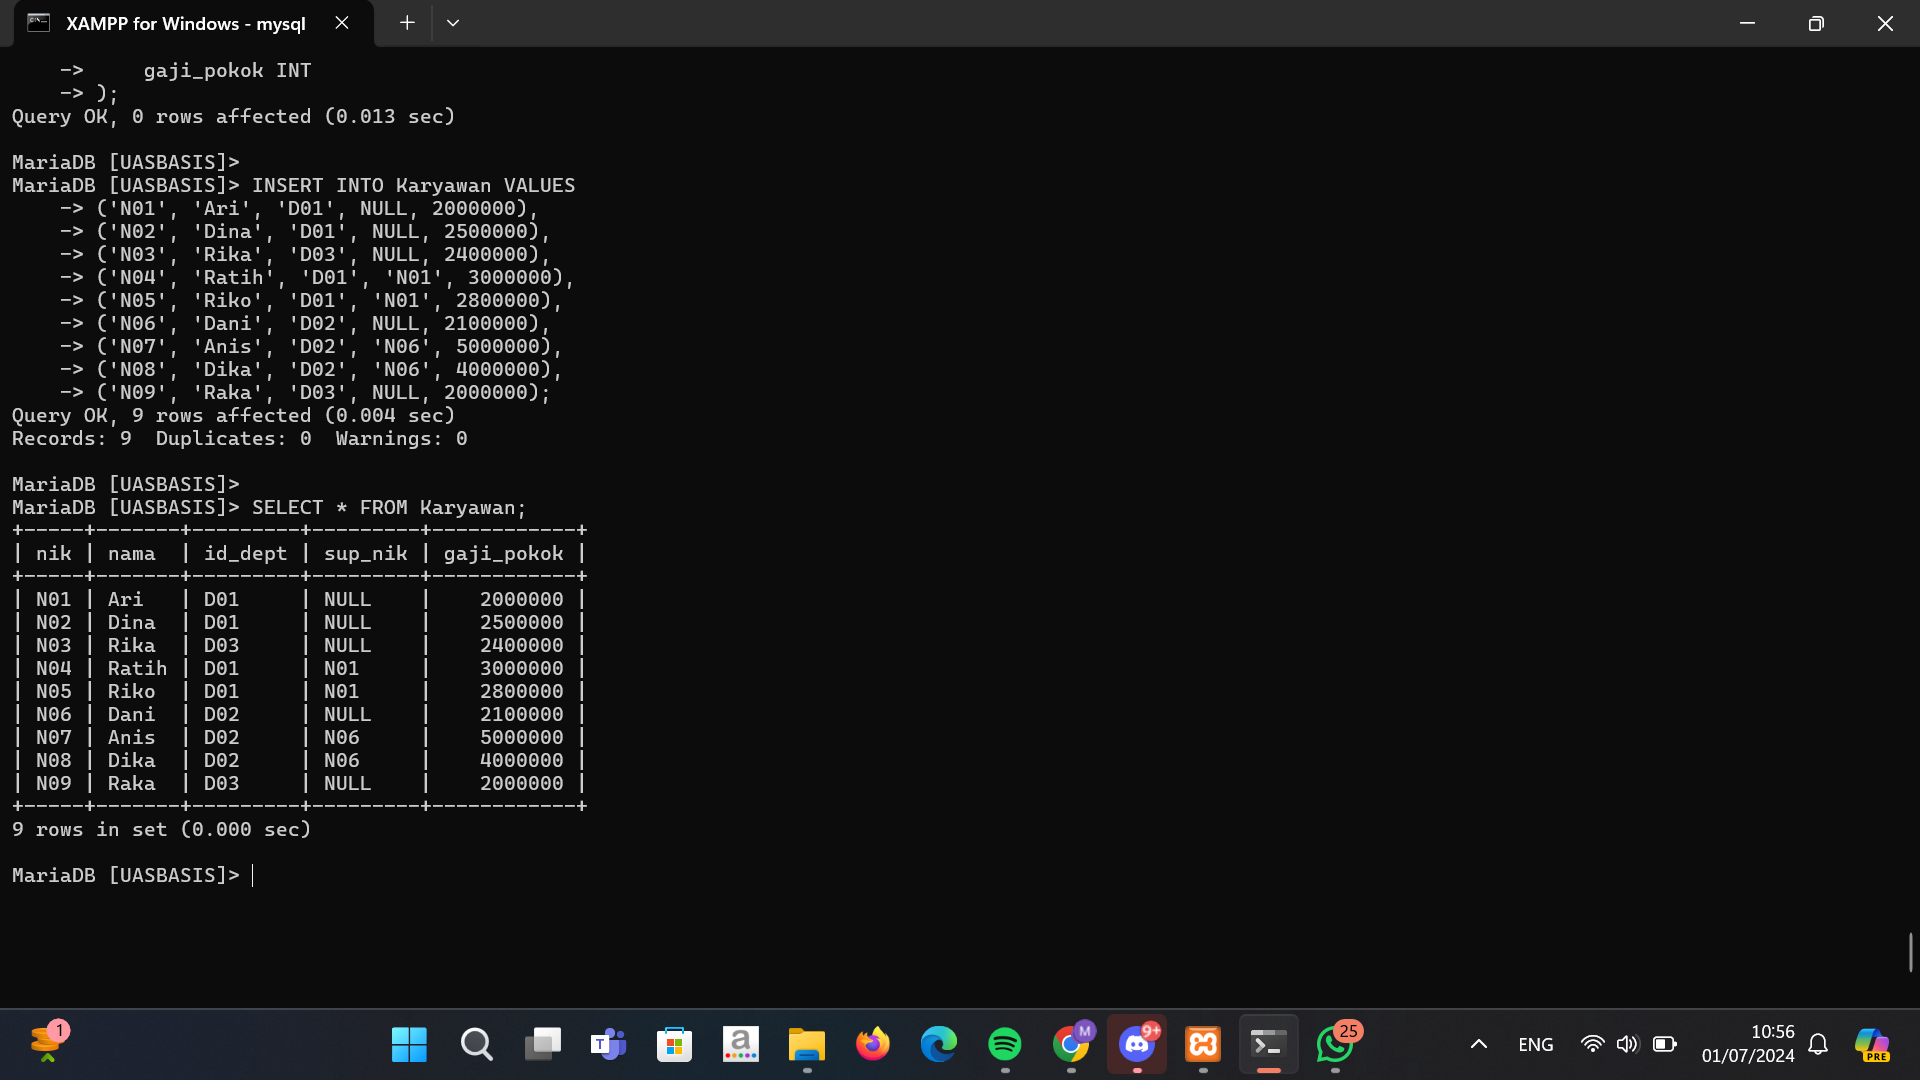 XAMPP for Windows - mysql
    ->     gaji_pokok INT
    -> );
Query OK, 0 rows affected (0.013 sec)
MariaDB [UASBASIS]>
MariaDB [UASBASIS]> INSERT INTO Karyawan VALUES
    -> ('N01', 'Ari', 'D01', NULL, 2000000),
    -> ('N02', 'Dina', 'D01', NULL, 2500000),
    -> ('N03', 'Rika', 'D03', NULL, 2400000),
    -> ('N04', 'Ratih', 'D01', 'N01', 3000000),
    -> ('N05', 'Riko', 'D01', 'N01', 2800000),
    -> ('N06', 'Dani', 'D02', NULL, 2100000),
    -> ('N07', 'Anis', 'D02', 'N06', 5000000),
    -> ('N08', 'Dika', 'D02', 'N06', 4000000),
    -> ('N09', 'Raka', 'D03', NULL, 2000000);
Query OK, 9 rows affected (0.004 sec)
Records: 9  Duplicates: 0  Warnings: 0
MariaDB [UASBASIS]>
MariaDB [UASBASIS]> SELECT * FROM Karyawan;
+-----+-------+---------+---------+------------+
| nik | nama  | id_dept | sup_nik | gaji_pokok |
+-----+-------+---------+---------+------------+
| N01 | Ari   | D01     | NULL    |    2000000 |
| N02 | Dina  | D01     | NULL    |    2500000 |
| N03 | Rika  | D03     | NULL    |    2400000 |
| N04 | Ratih | D01     | N01     |    3000000 |
| N05 | Riko  | D01     | N01     |    2800000 |
| N06 | Dani  | D02     | NULL    |    2100000 |
| N07 | Anis  | D02     | N06     |    5000000 |
| N08 | Dika  | D02     | N06     |    4000000 |
| N09 | Raka  | D03     | NULL    |    2000000 |
+-----+-------+---------+---------+------------+
9 rows in set (0.000 sec)
MariaDB [UASBASIS]>
1
T
a
M
9+
25
ENG
10:56
01/07/2024
PRE